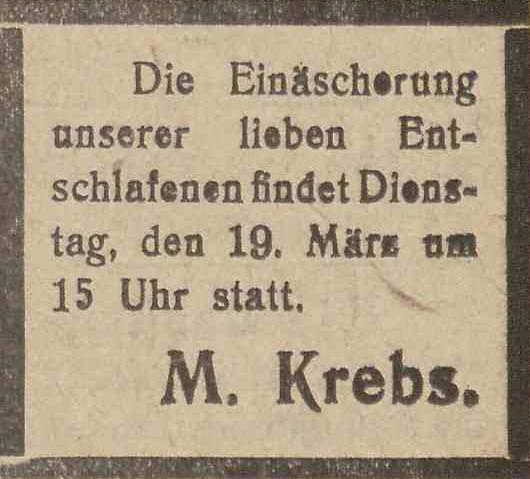 Die Einäscherung
unserer lieben Ent-
schlafenen findet Diens-
tag, den 19. März um
15 Uhr statt.
M. Krebs.